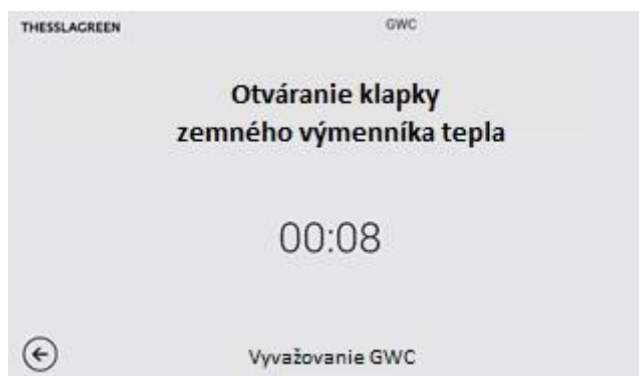 THESSLAGREEN
GWC
Otváranie klapky
zemného výmenníka tepla
00:08
Vyvažovanie GWC